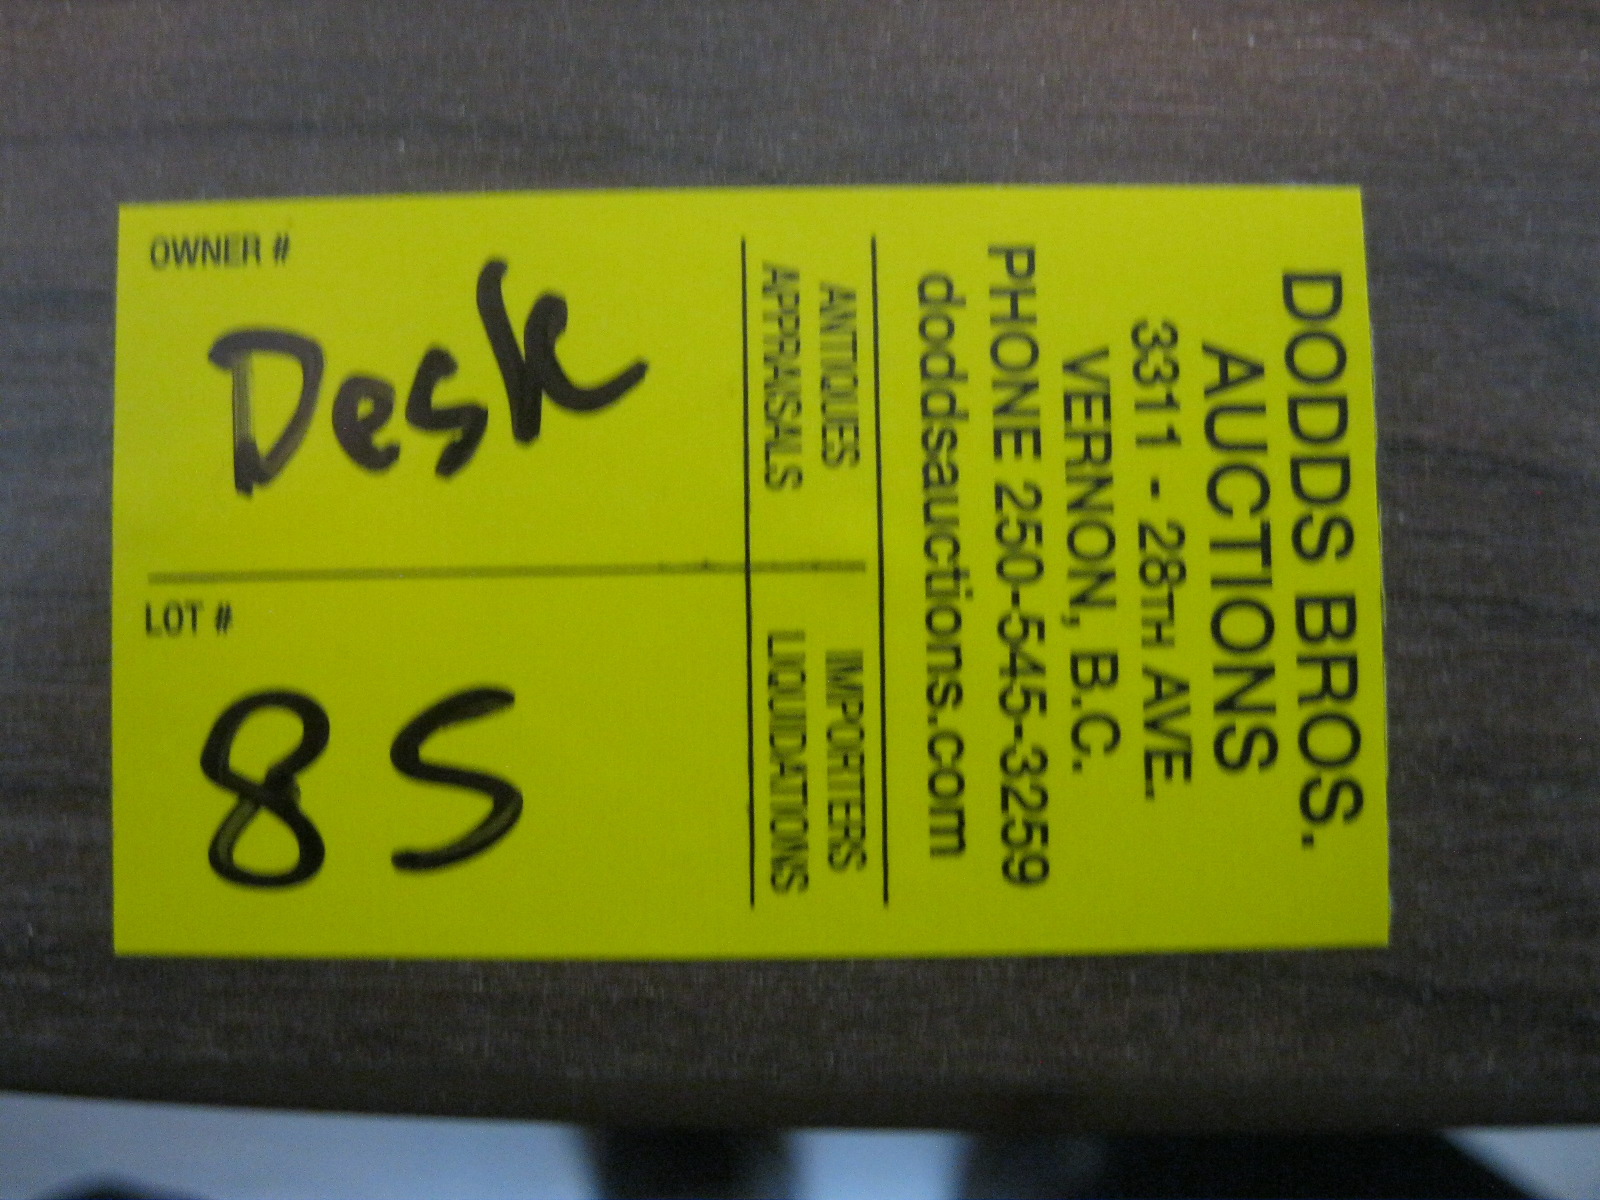 DODDS BROS.
AUCTIONS
3311 - 28TH AVE.
VERNON, B.C.
PHONE 250-545-3259
doddsauctions.com
ANTIQUES
APPRANSALS
IMPORTERS
LIQUIDATIONS
OWNER #
Desk
LOT #
85